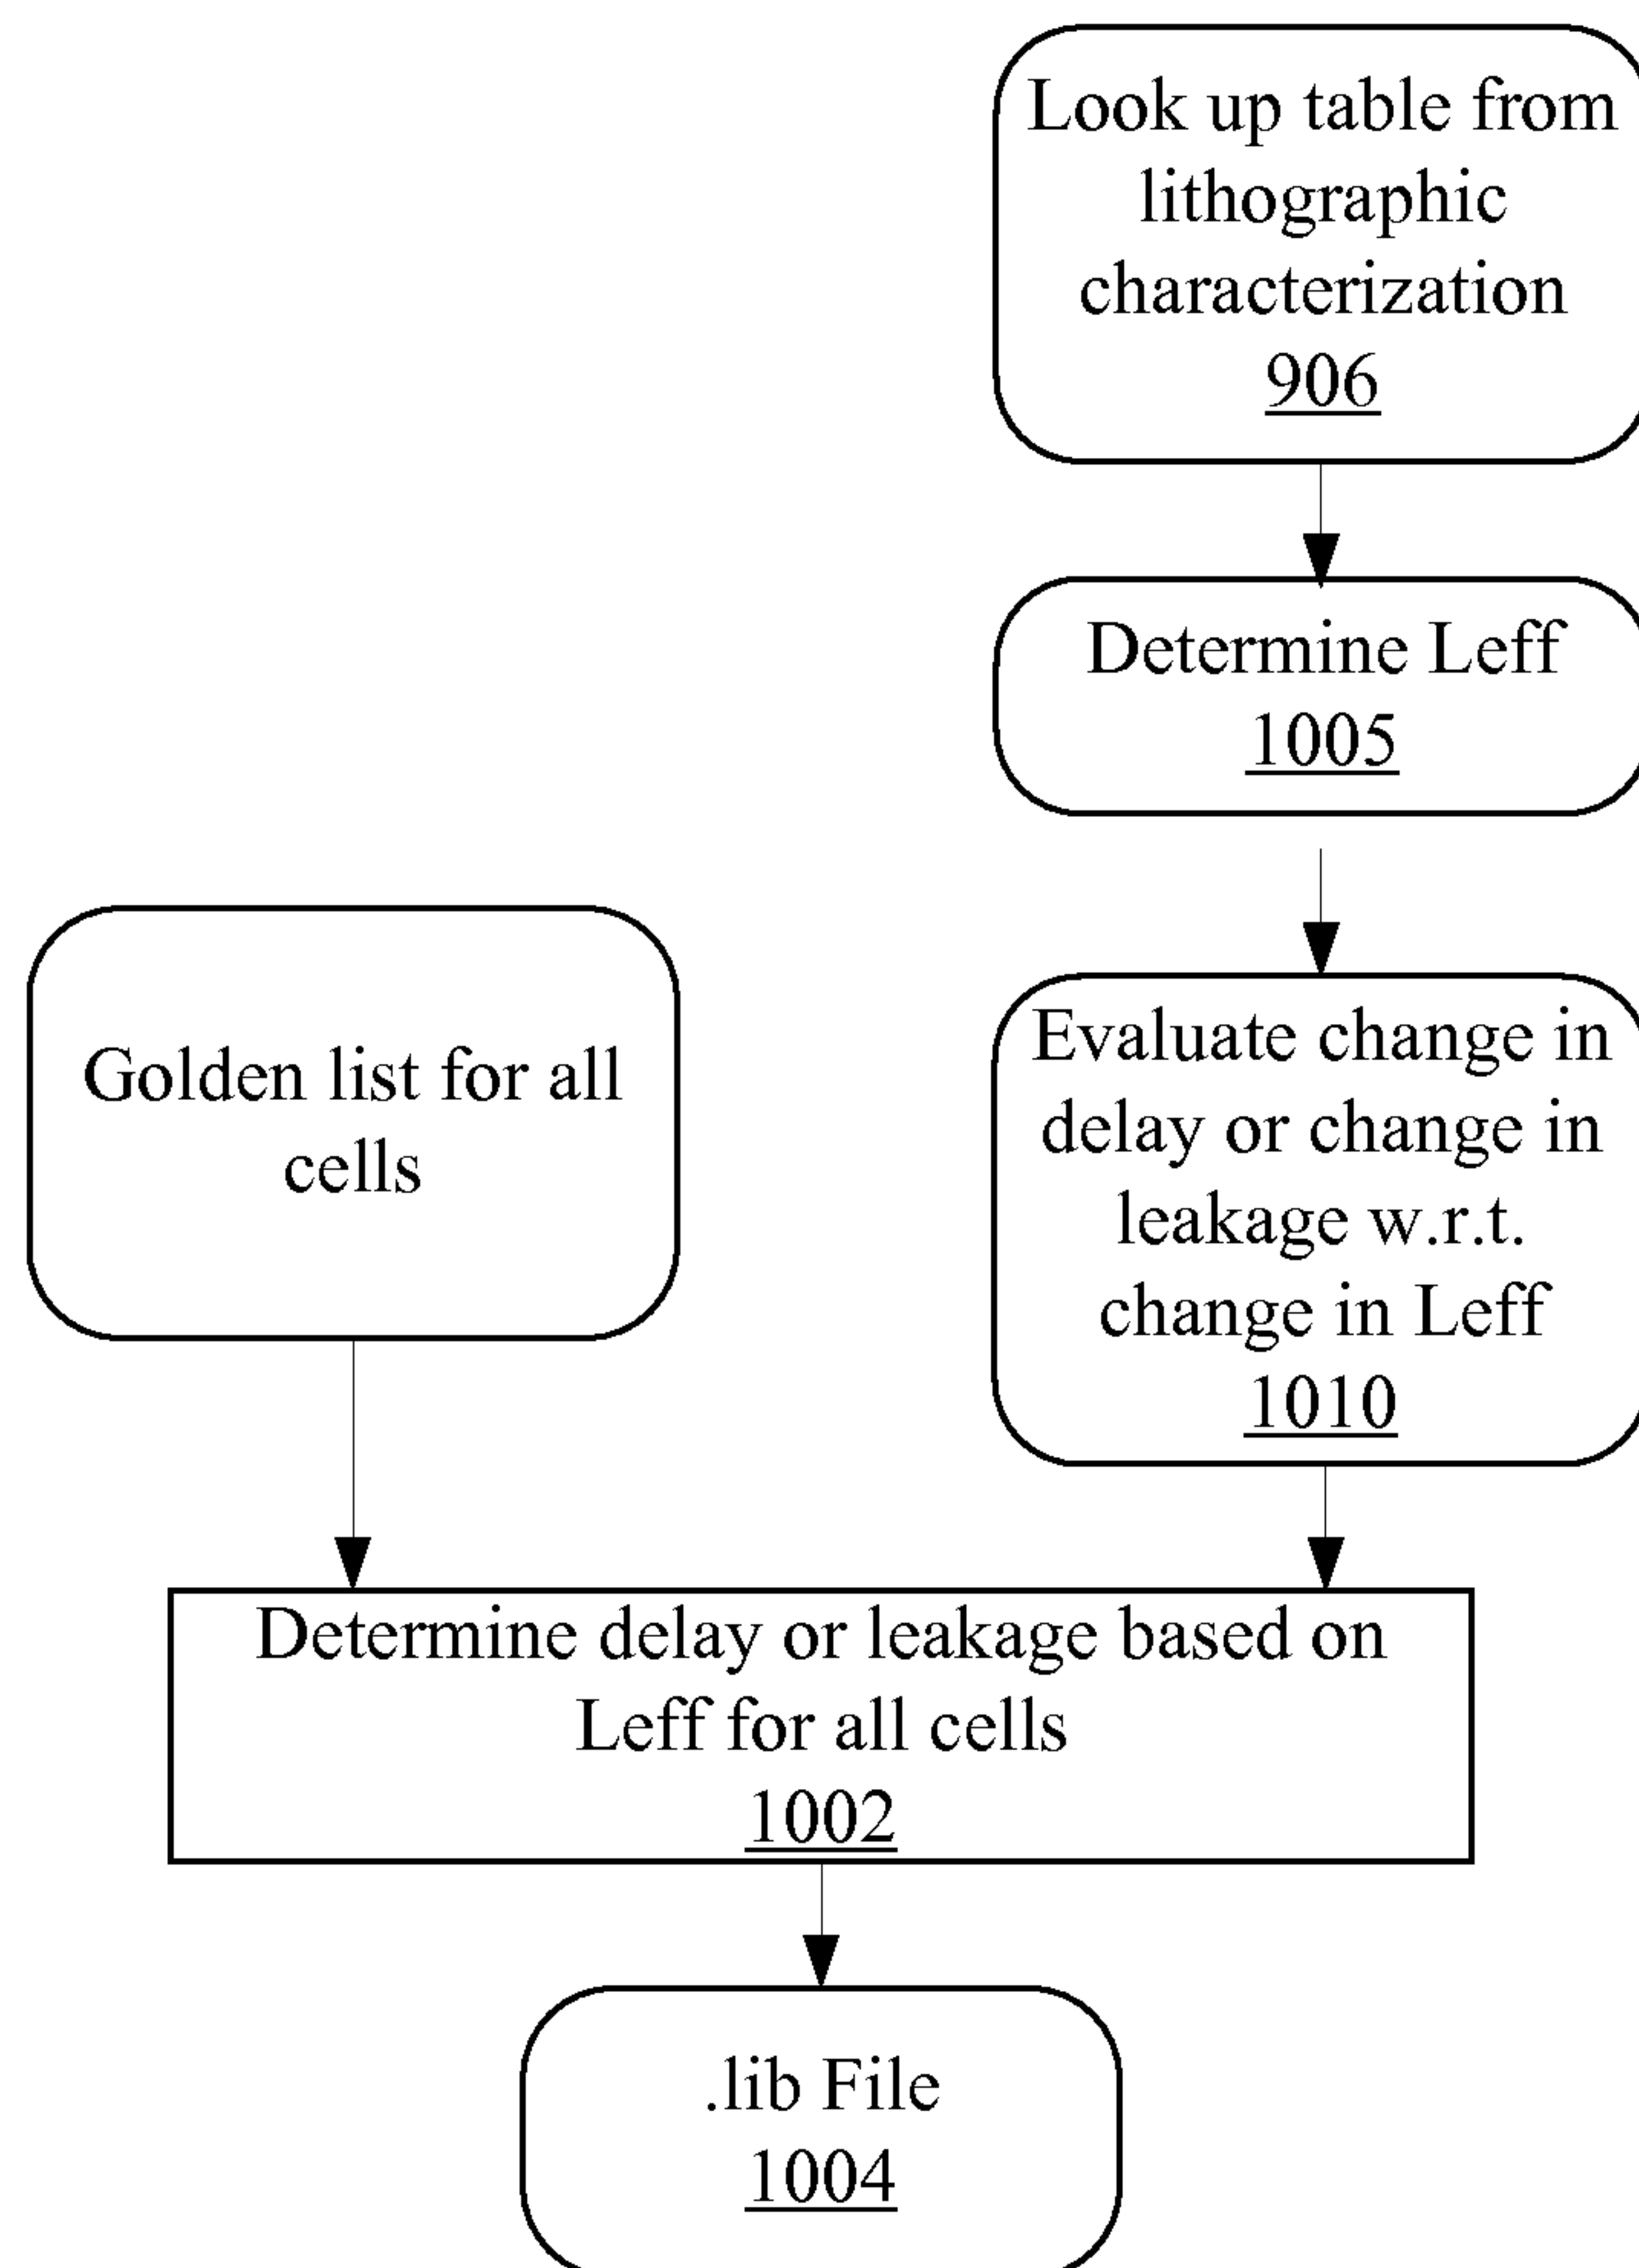 Look up table from
lithographic
characterization
906
Determine Leff
1005
Golden list for all
cells
Evaluate change in
delay or change in
leakage w.r.t.
change in Leff
1010
Determine delay or leakage based on
Leff for all cells
1002
.lib File
1004